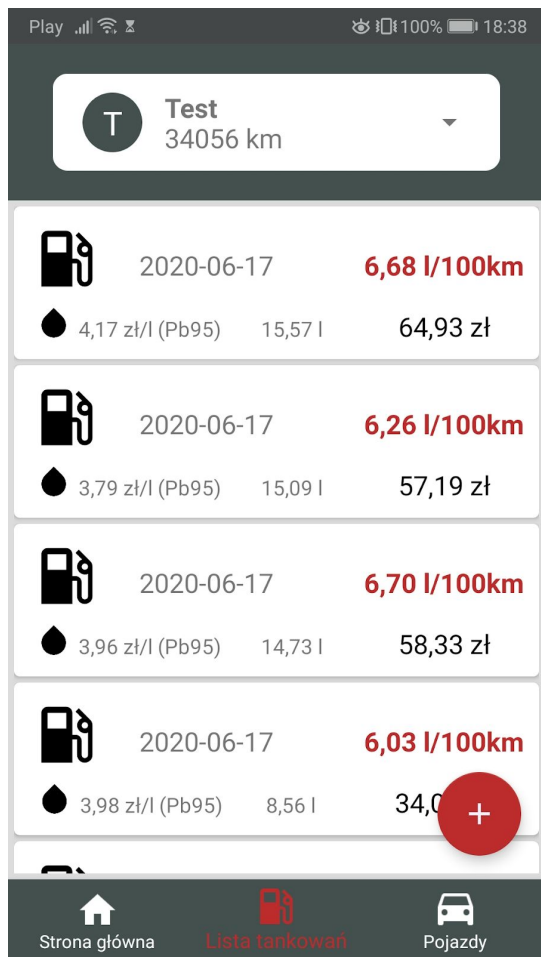 Play 100% 18:38
T
Test
34056 km
2020-06-17 6,68 l/100km
4,17 zł/l (Pb95) 15,57 l 64,93 zł
2020-06-17 6,26 l/100km
3,79 zł/l (Pb95) 15,09 l 57,19 zł
2020-06-17 6,70 l/100km
3,96 zł/l (Pb95) 14,73 l 58,33 zł
2020-06-17 6,03 l/100km
3,98 zł/l (Pb95) 8,56 l +
Strona główna Lista tankowań Pojazdy